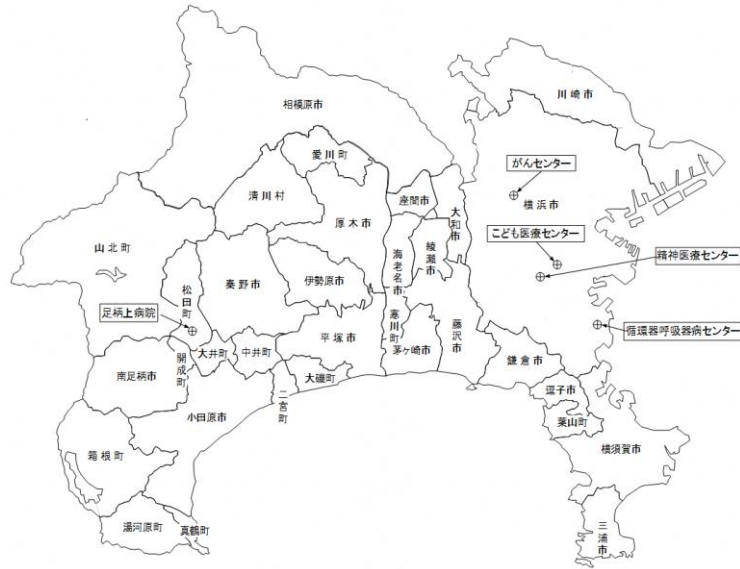 川崎市
相模原市
愛川町
がんセンター
清川村
座間市
横浜市
厚木市
大和市
山北町
海老名市
綾瀬市
こども医療センター
精神医療センター
松田町
秦野市
伊勢原市
足柄上病院
寒川町
藤沢市
循環器呼吸器病センター
平塚市
茅ヶ崎市
開成町
大井町
中井町
鎌倉市
南足柄市
大磯町
二宮町
逗子市
小田原市
葉山町
箱根町
横須賀市
湯河原町
真鶴町
三浦市